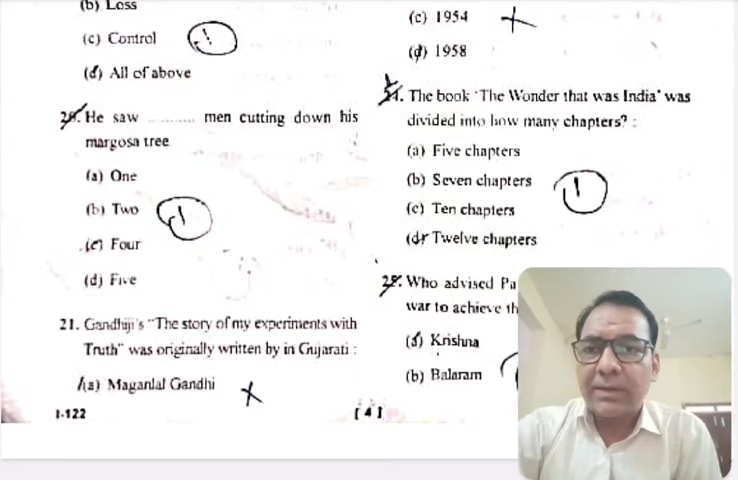 (b) Loss
(c) Control
(d) All of above
20. He saw .......... men cutting down his
margosa tree
(a) One
(b) Two
(c) Four
(d) Five
21. Gandhiji's "The story of my experiments with
Truth" was originally written by in Gujarati :
(a) Maganlal Gandhi
I-122
[ 4 ]
(c) 1954
(d) 1958
24. The book 'The Wonder that was India' was
divided into how many chapters? :
(a) Five chapters
(b) Seven chapters
(c) Ten chapters
(d) Twelve chapters
25. Who advised Pa
war to achieve th
(a) Krishna
(b) Balaram